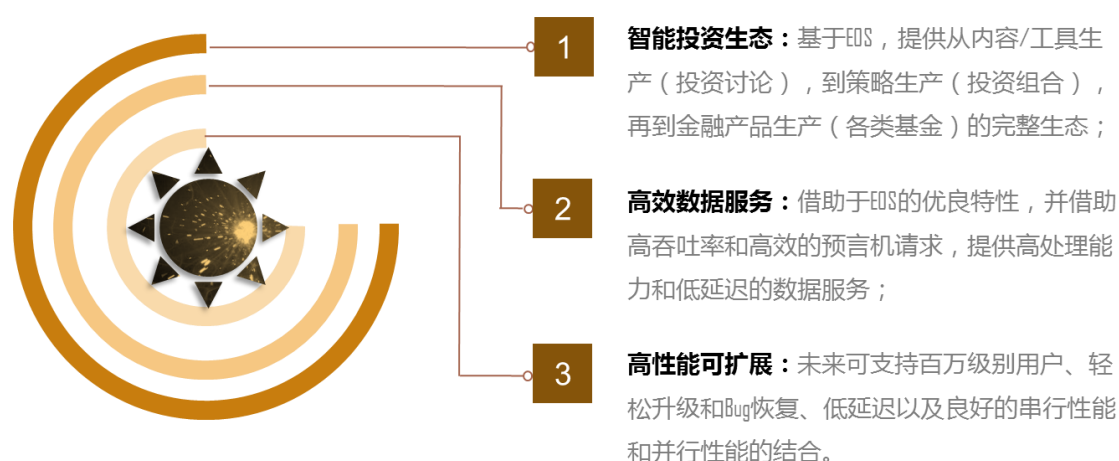 1
智能投资生态：基于EOS，提供从内容/工具生
产（投资讨论），到策略生产（投资组合），
再到金融产品生产（各类基金）的完整生态；
2
高效数据服务：借助于EOS的优良特性，并借助
高吞吐率和高效的预言机请求，提供高处理能
力和低延迟的数据服务；
3
高性能可扩展：未来可支持百万级别用户、轻
松升级和Bug恢复、低延迟以及良好的串行性能
和并行性能的结合。